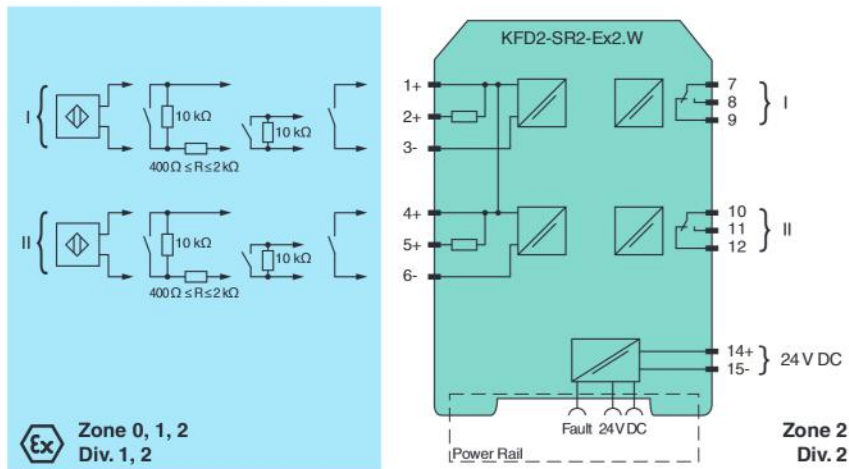 KFD2-SR2-Ex2.W
I
10 kΩ
10 kΩ
400 Ω ≤ R ≤ 2 kΩ
1+
2+
3-
7
8
9
I
II
10 kΩ
10 kΩ
400 Ω ≤ R ≤ 2 kΩ
4+
5+
6-
10
11
12
II
14+
15-
24 V DC
Fault 24 V DC
Power Rail
Ex
Zone 0, 1, 2
Div. 1, 2
Zone 2
Div. 2